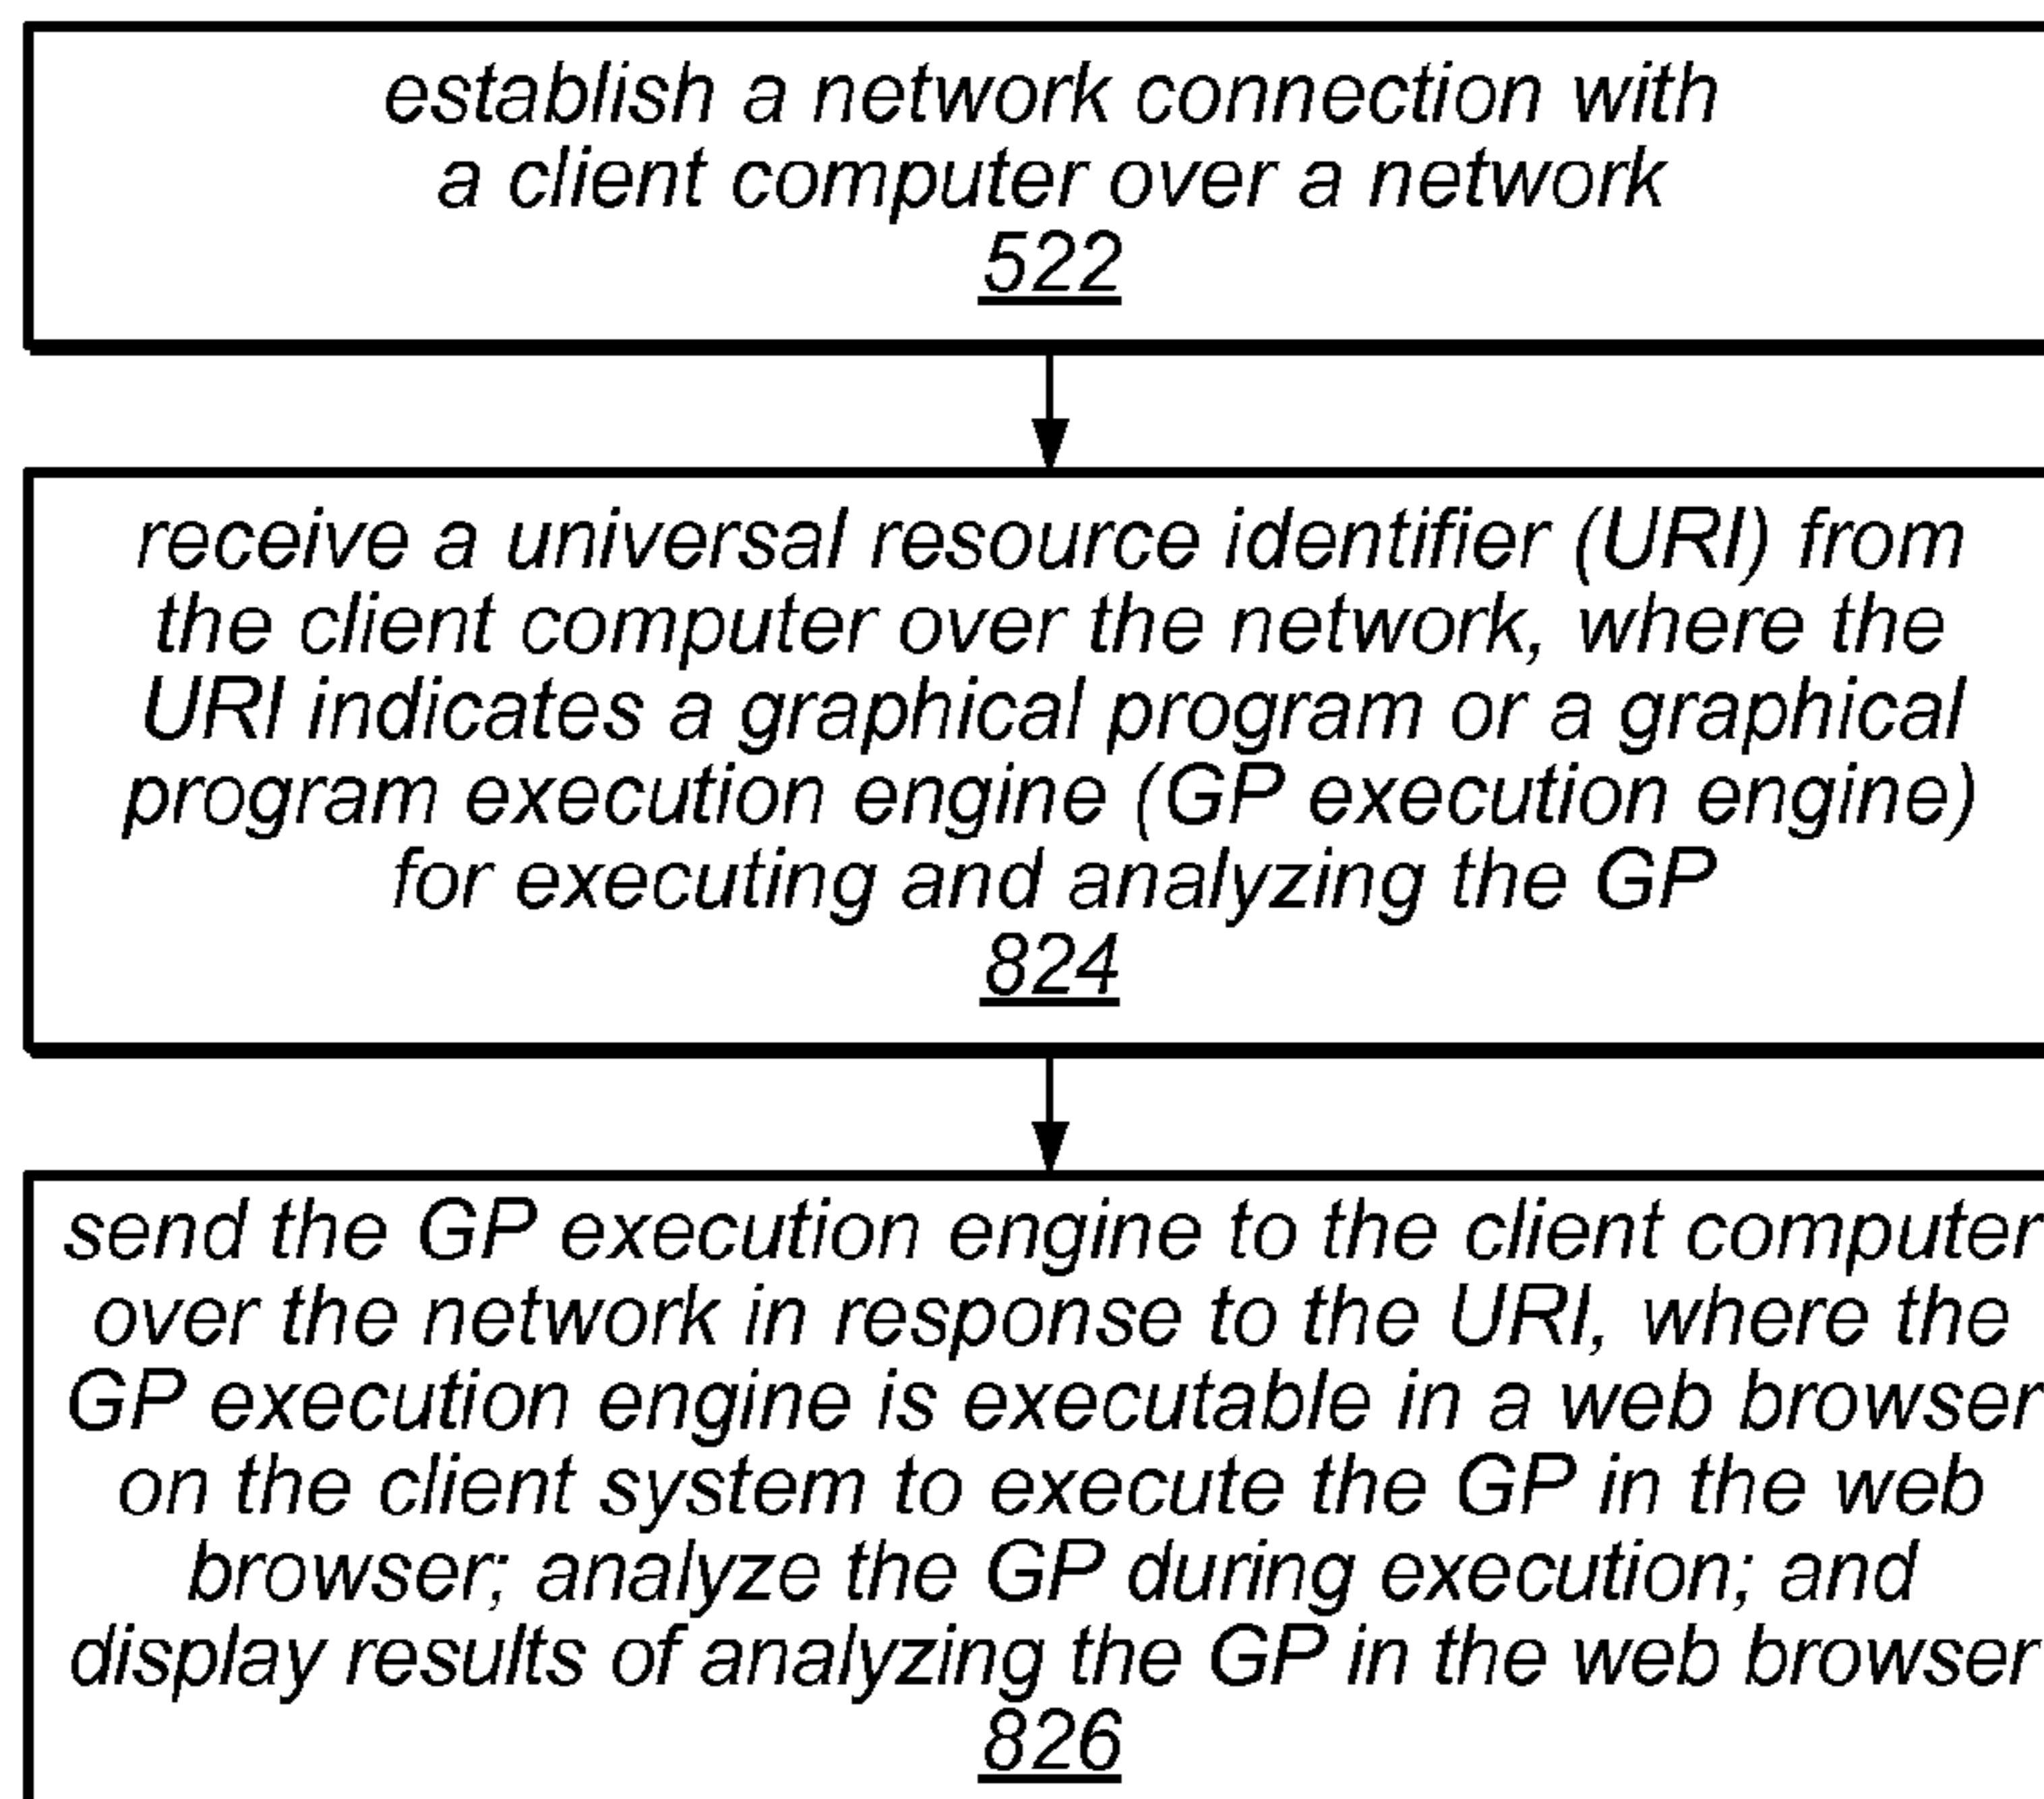 establish a network connection with
a client computer over a network
522
receive a universal resource identifier (URI) from
the client computer over the network, where the
URI indicates a graphical program or a graphical
program execution engine (GP execution engine)
for executing and analyzing the GP
824
send the GP execution engine to the client computer
over the network in response to the URI, where the
GP execution engine is executable in a web browser
on the client system to execute the GP in the web
browser; analyze the GP during execution; and
display results of analyzing the GP in the web browser
826